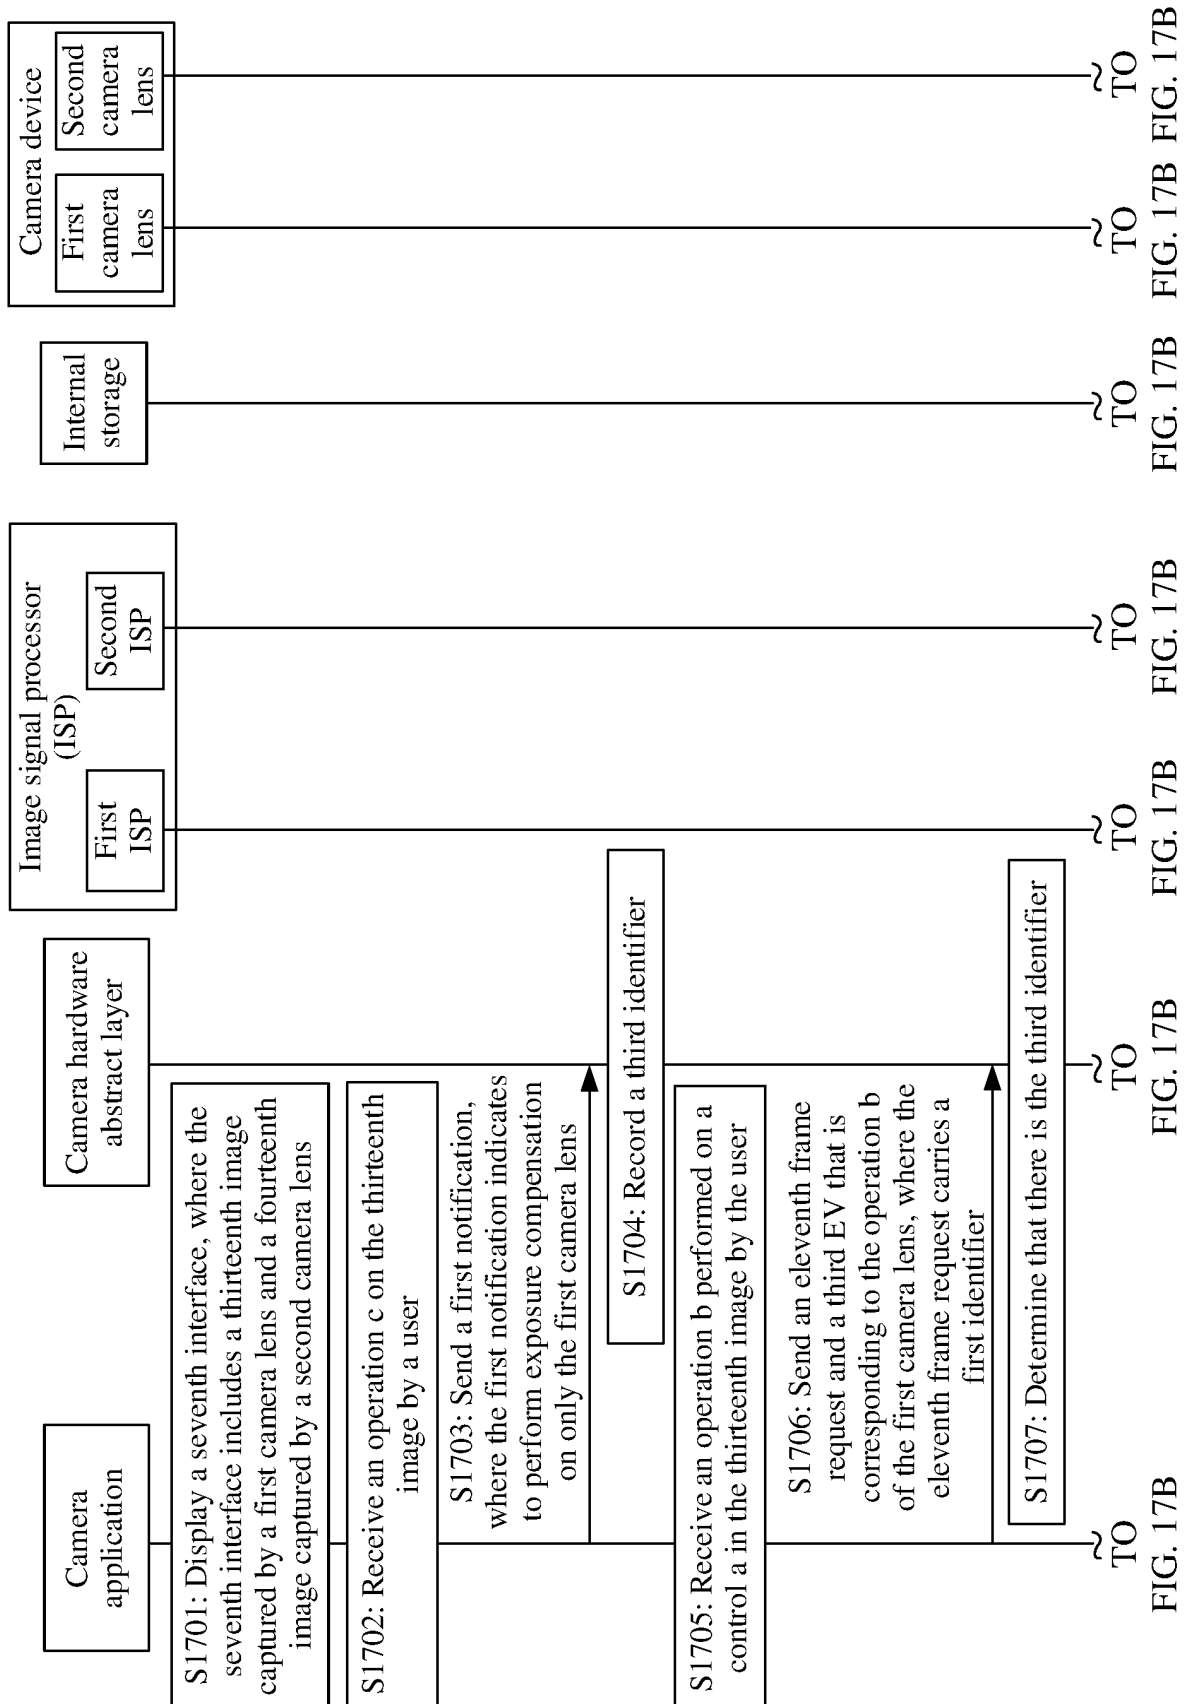 Camera
application
Camera hardware
abstract layer
Image signal processor
(ISP)
First
ISP
Second
ISP
Internal
storage
Camera device
First
camera
lens
Second
camera
lens
S1701: Display a seventh interface, where the
seventh interface includes a thirteenth image
captured by a first camera lens and a fourteenth
image captured by a second camera lens
S1702: Receive an operation c on the thirteenth
image by a user
S1703: Send a first notification,
where the first notification indicates
to perform exposure compensation
on only the first camera lens
S1704: Record a third identifier
S1705: Receive an operation b performed on a
control a in the thirteenth image by the user
S1706: Send an eleventh frame
request and a third EV that is
corresponding to the operation b
of the first camera lens, where the
eleventh frame request carries a
first identifier
S1707: Determine that there is the third identifier
TO
FIG. 17B
TO
FIG. 17B
TO
FIG. 17B
TO
FIG. 17B
TO
FIG. 17B
TO
FIG. 17B
TO
FIG. 17B